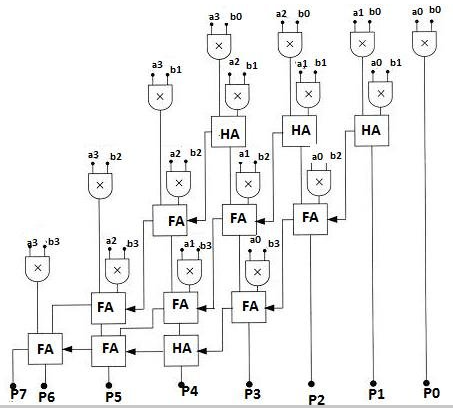 a3 b0 a2 b0 a1 b0 a0 b0
a3 b1 a2 b1 a1 b1 a0 b1
HA HA HA
a3 b2 a2 b2 a1 b2 a0 b2
FA FA FA
a3 b3 a2 b3 a1 b3 a0 b3
FA FA FA
FA FA HA
P7 P6 P5 P4 P3 P2 P1 P0